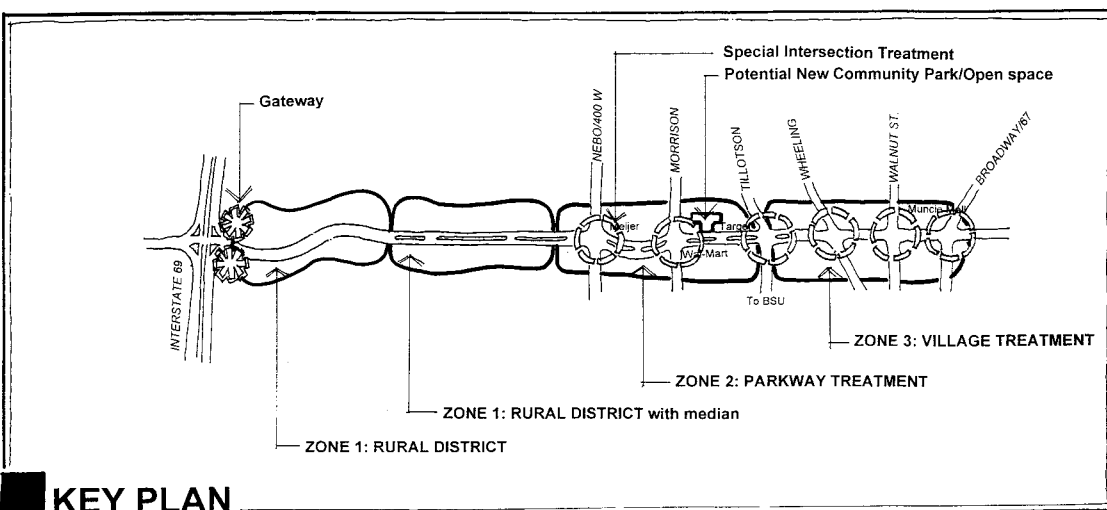 Special Intersection Treatment
Potential New Community Park/Open space
Gateway
NEBO/400 W
MORRISON
TILLOTSON
WHEELING
WALNUT ST.
BROADWAY/67
Meijer
Target
Wal-Mart
Muncie Mall
INTERSTATE 69
To BSU
ZONE 3: VILLAGE TREATMENT
ZONE 2: PARKWAY TREATMENT
ZONE 1: RURAL DISTRICT with median
ZONE 1: RURAL DISTRICT
KEY PLAN